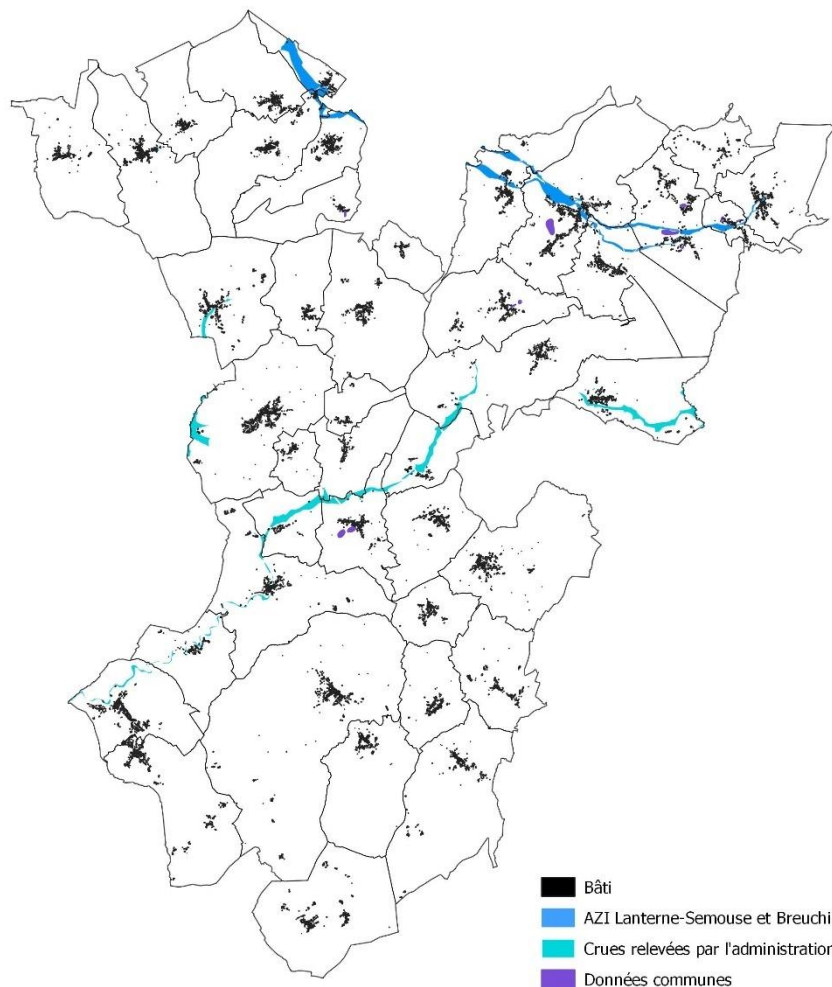 Bâti
AZI Lanterne-Semouse et Breuchi
Crues relevées par l'administration
Données communes